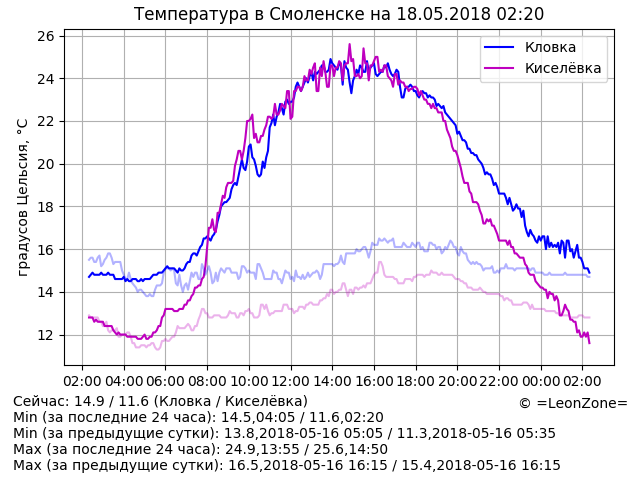 Температура в Смоленске на 18.05.2018 02:20
градусов Цельсия, °C
26
24
22
20
18
16
14
12
Кловка
Киселёвка
02:00 04:00 06:00 08:00 10:00 12:00 14:00 16:00 18:00 20:00 22:00 00:00 02:00
Сейчас: 14.9 / 11.6 (Кловка / Киселёвка)
© =LeonZone=
Min (за последние 24 часа): 14.5,04:05 / 11.6,02:20
Min (за предыдущие сутки): 13.8,2018-05-16 05:05 / 11.3,2018-05-16 05:35
Max (за последние 24 часа): 24.9,13:55 / 25.6,14:50
Max (за предыдущие сутки): 16.5,2018-05-16 16:15 / 15.4,2018-05-16 16:15